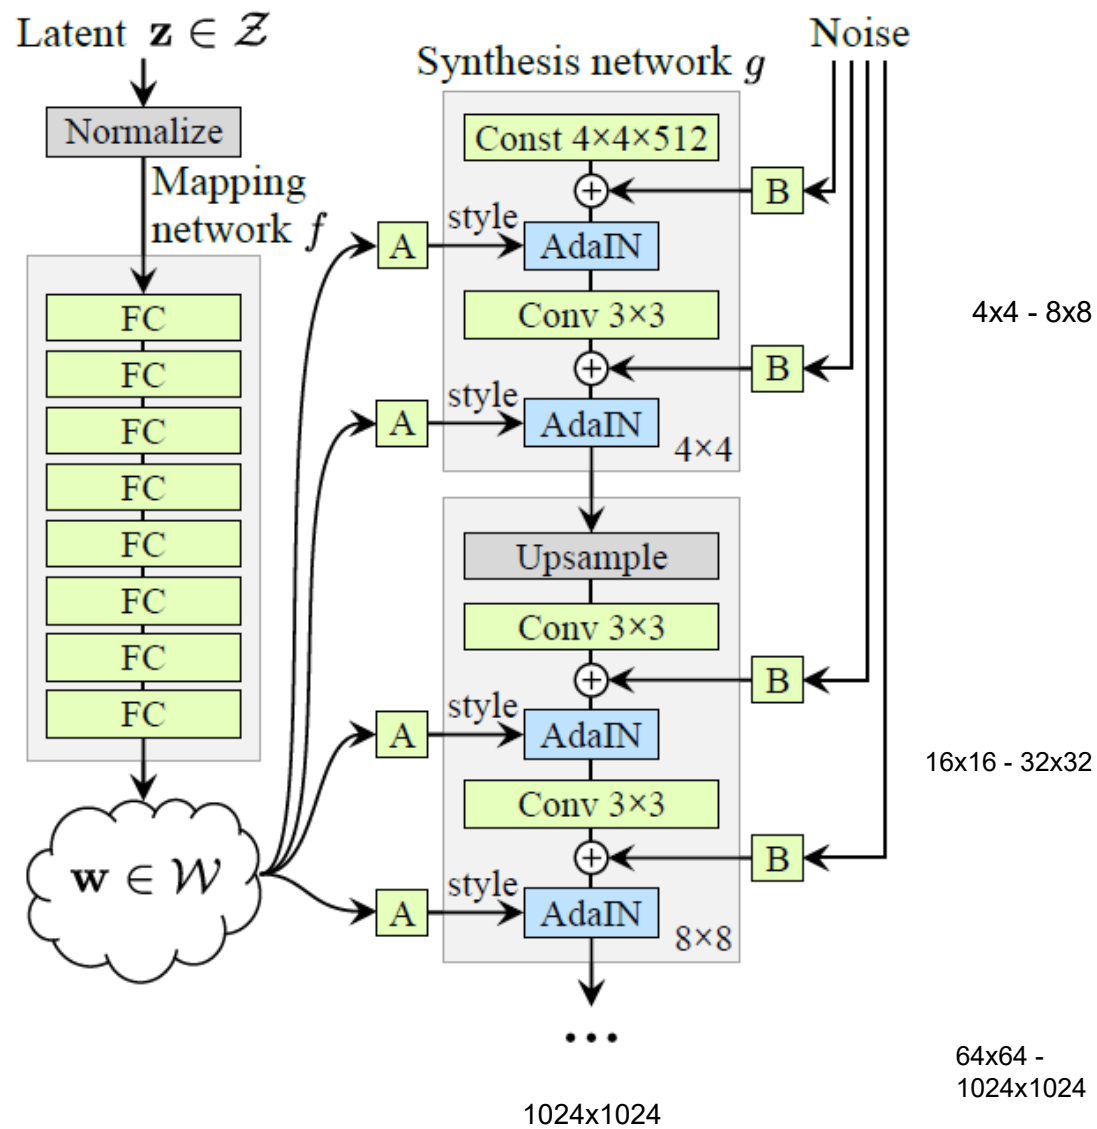 Latent z ∈ 𝒵
Normalize
Mapping
network f
FC
FC
FC
FC
FC
FC
FC
FC
w ∈ 𝒲
A
A
A
A
style
style
style
style
Synthesis network g
Const 4×4×512
+
AdaIN
Conv 3×3
+
AdaIN
4×4
Upsample
Conv 3×3
+
AdaIN
Conv 3×3
+
AdaIN
8×8
...
1024x1024
Noise
B
B
B
B
4x4 - 8x8
16x16 - 32x32
64x64 -
1024x1024